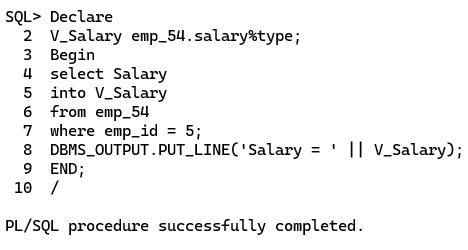 SQL> Declare
2 V_Salary emp_54.salary%type;
3 Begin
4 select Salary
5 into V_Salary
6 from emp_54
7 where emp_id = 5;
8 DBMS_OUTPUT.PUT_LINE('Salary = ' || V_Salary);
9 END;
10 /
PL/SQL procedure successfully completed.